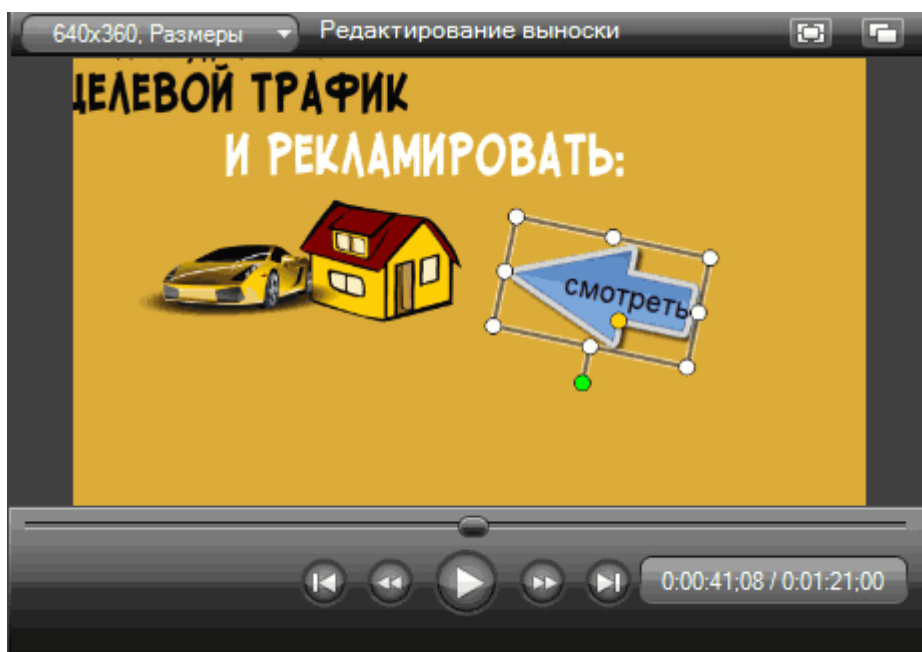 640x360, Размеры
Редактирование выноски
ЦЕЛЕВОЙ ТРАФИК
И РЕКЛАМИРОВАТЬ:
смотреть
0:00:41;08 / 0:01:21;00